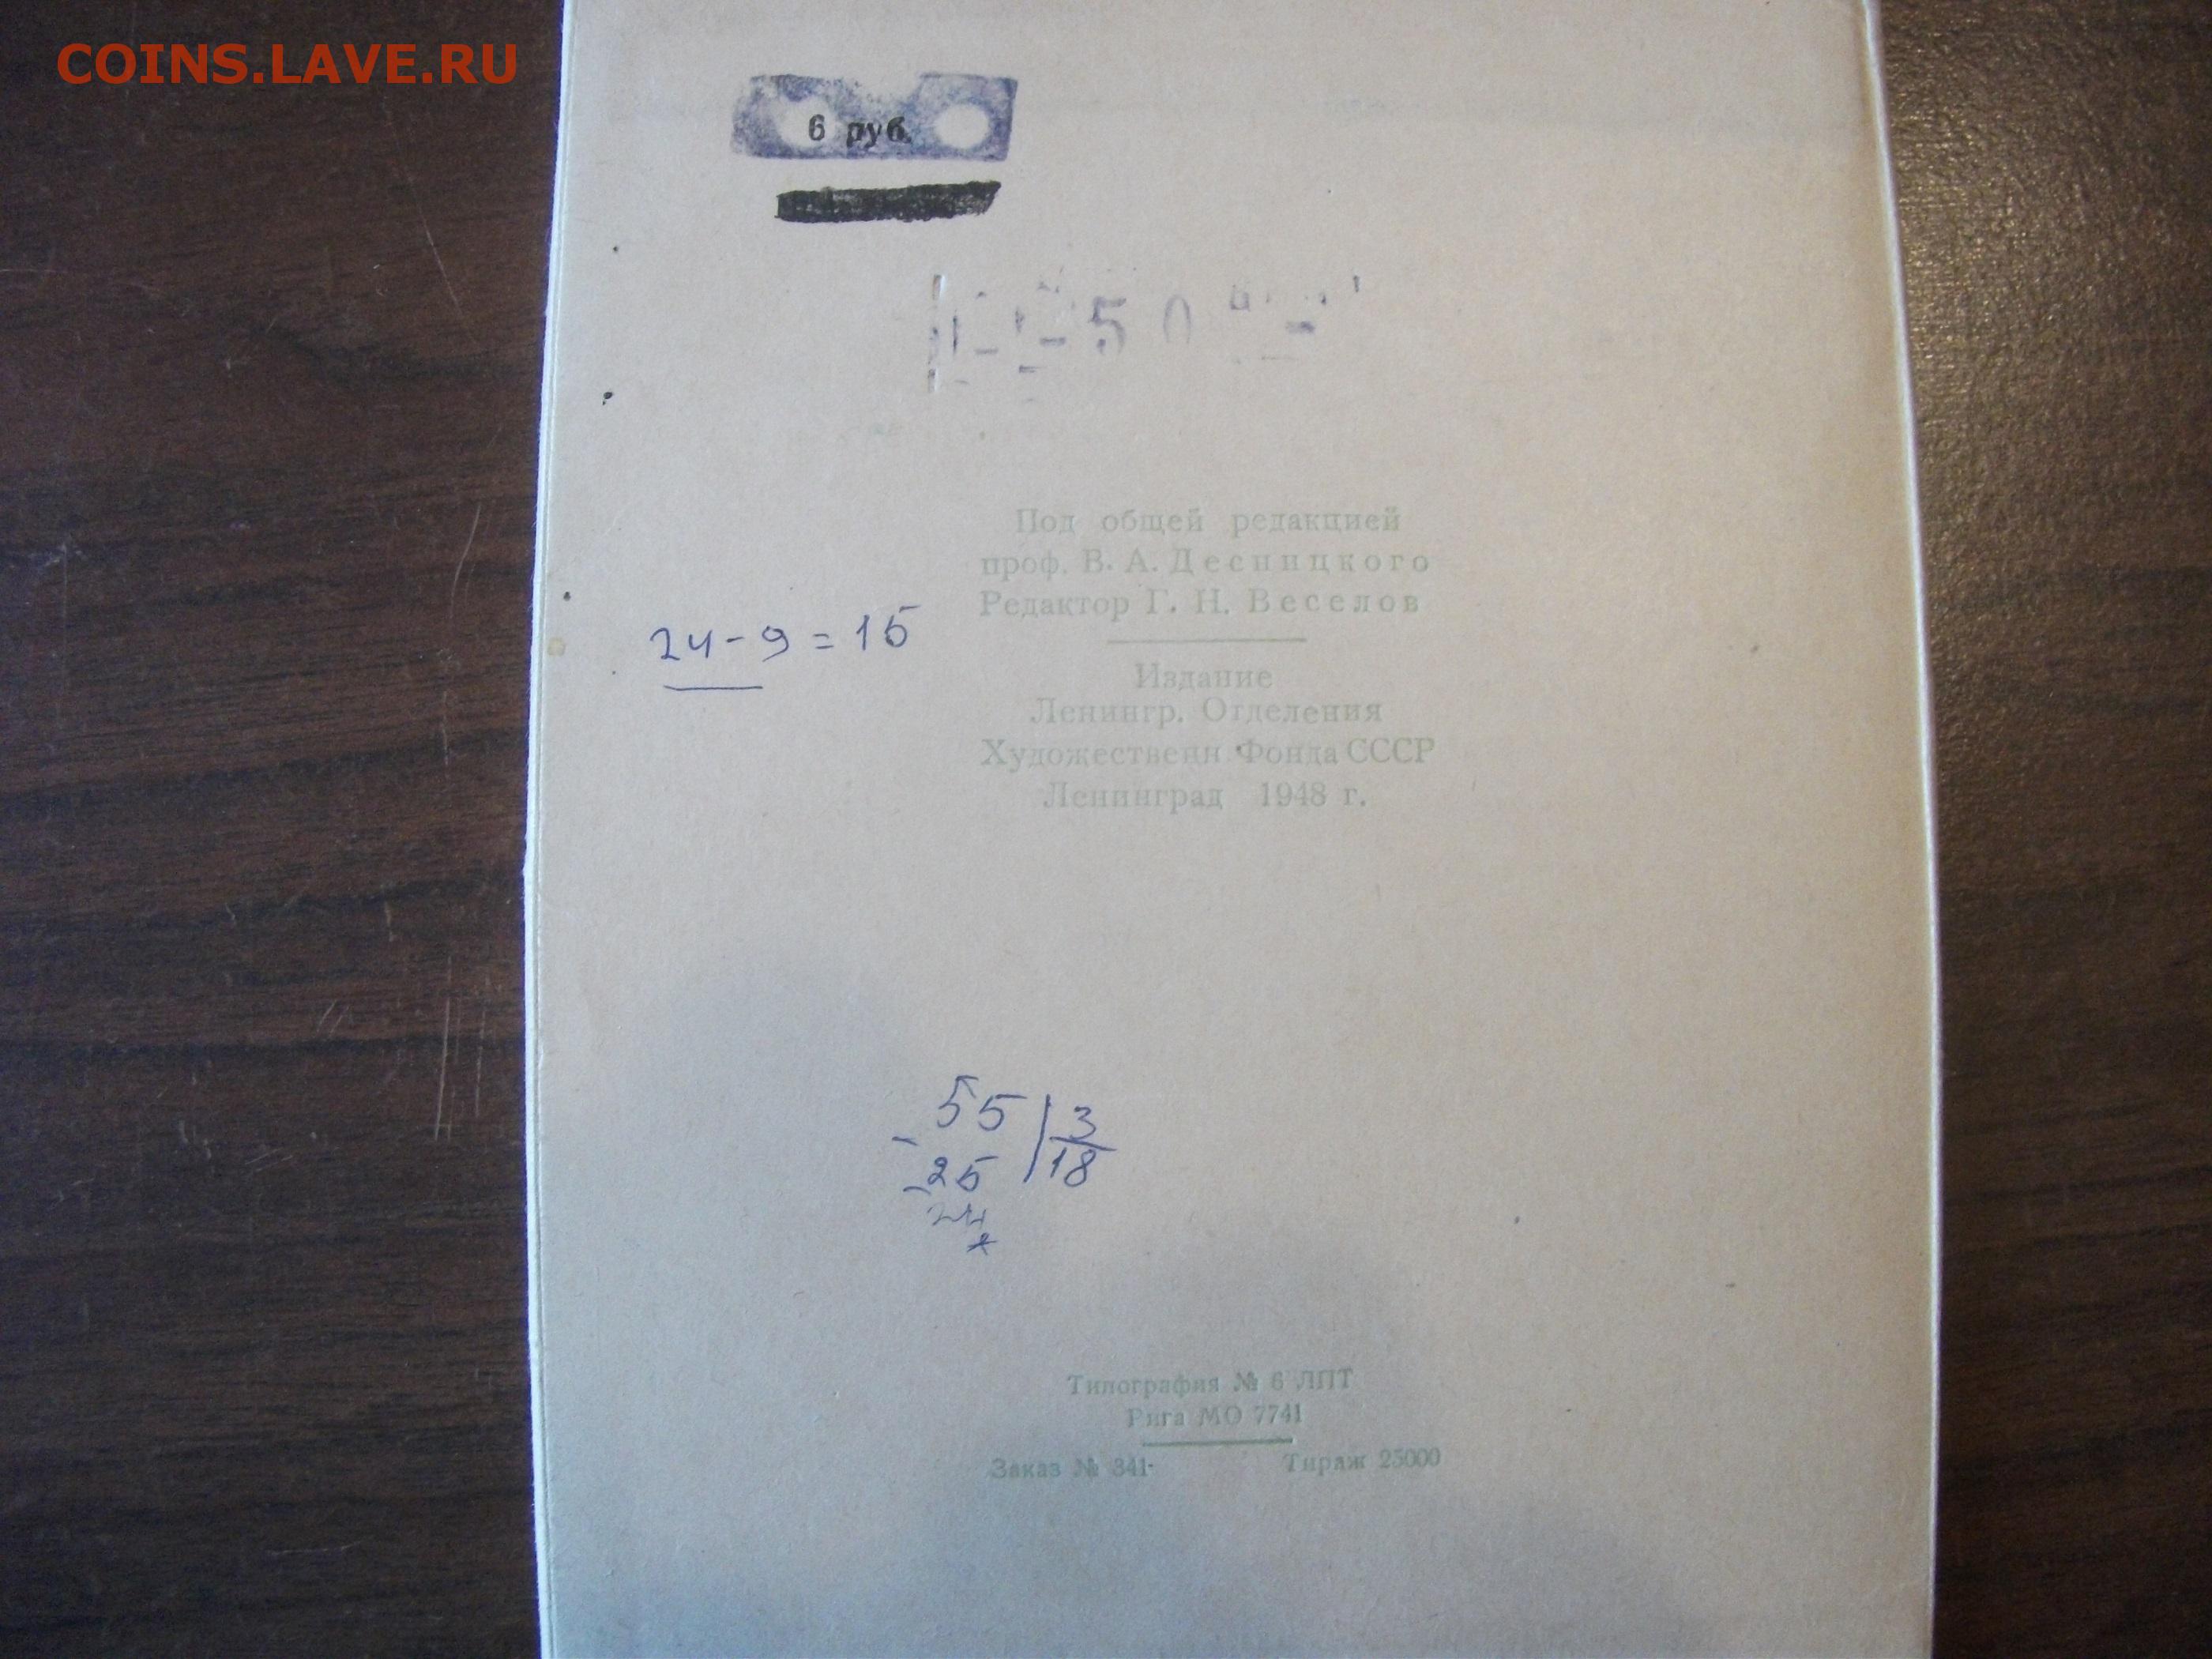 COINS.LAVE.RU
6 руб.
50
Под общей редакцией
проф. В. А. Десницкого
Редактор Г. Н. Веселов
24-9=15
Издание
Ленингр. Отделения
Художественн Фонда СССР
Ленинград 1948 г.
55 3
25 18
24
Типография № 6 ЛПТ
Рига МО 7741
Заказ № 341 Тираж 25000